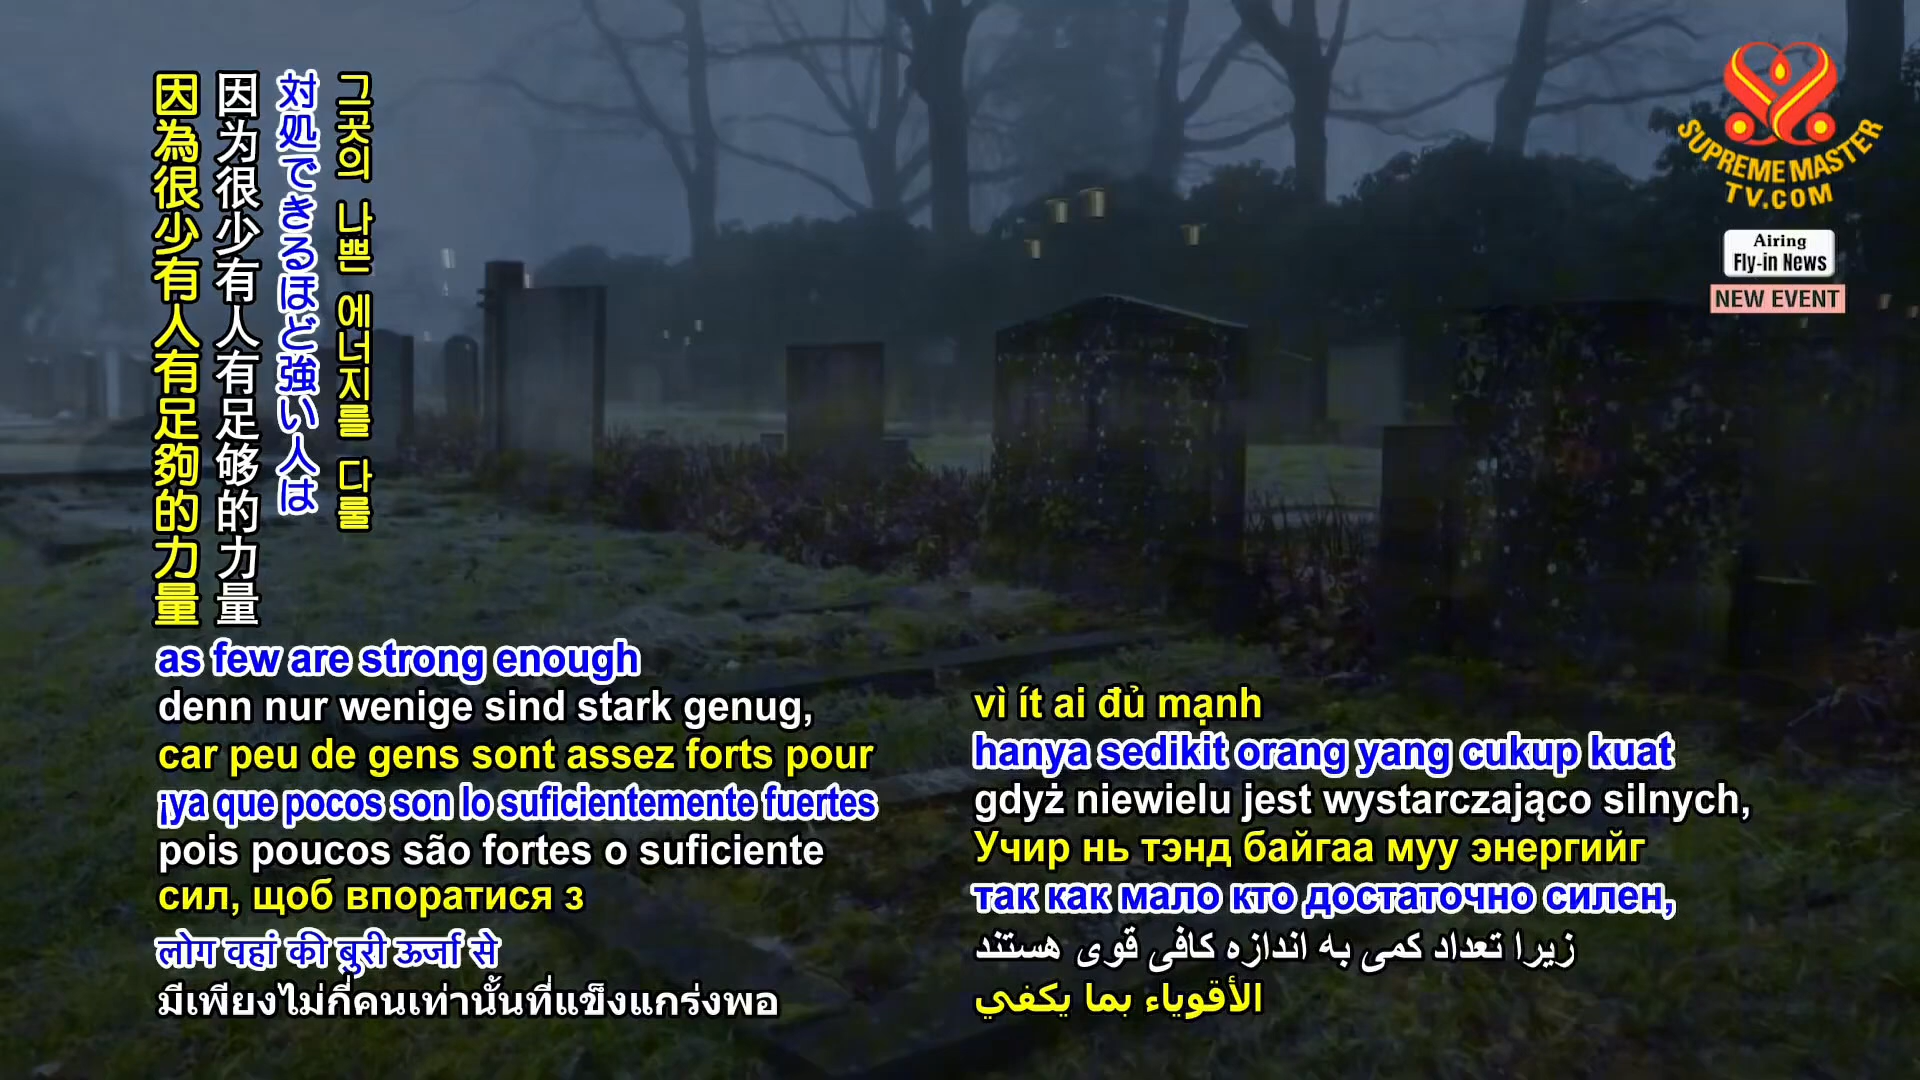 因為很少有人有足夠的力量
因为很少有人有足够的力量
対処できるほど強い人は
그곳의 나쁜 에너지를 다룰
as few are strong enough
denn nur wenige sind stark genug,
car peu de gens sont assez forts pour
¡ya que pocos son lo suficientemente fuertes
pois poucos são fortes o suficiente
сил, щоб впоратися з
लोग वहां की बुरी ऊर्जा से
มีเพียงไม่กี่คนเท่านั้นที่แข็งแกร่งพอ
vì ít ai đủ mạnh
hanya sedikit orang yang cukup kuat
gdyż niewielu jest wystarczająco silnych,
Учир нь тэнд байгаа муу энергийг
так как мало кто достаточно силен,
زیرا تعداد کمی به اندازه کافی قوی هستند
الأقوياء بما يكفي
SUPREME MASTER
TV.COM
Airing
Fly-in News
NEW EVENT